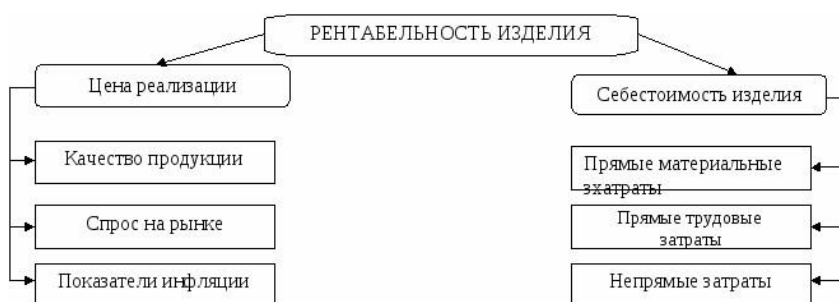 РЕНТАБЕЛЬНОСТЬ ИЗДЕЛИЯ
Цена реализации
Себестоимость изделия
Качество продукции
Прямые материальные
зхатраты
Спрос на рынке
Прямые трудовые
затраты
Показатели инфляции
Непрямые затраты